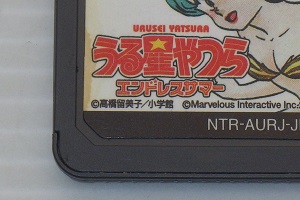 URUSEI YATSURA
うる星やつら
エンドレスサマー
©高橋留美子／小学館 ©Marvelous Interactive Inc.
NTR-AURJ-J